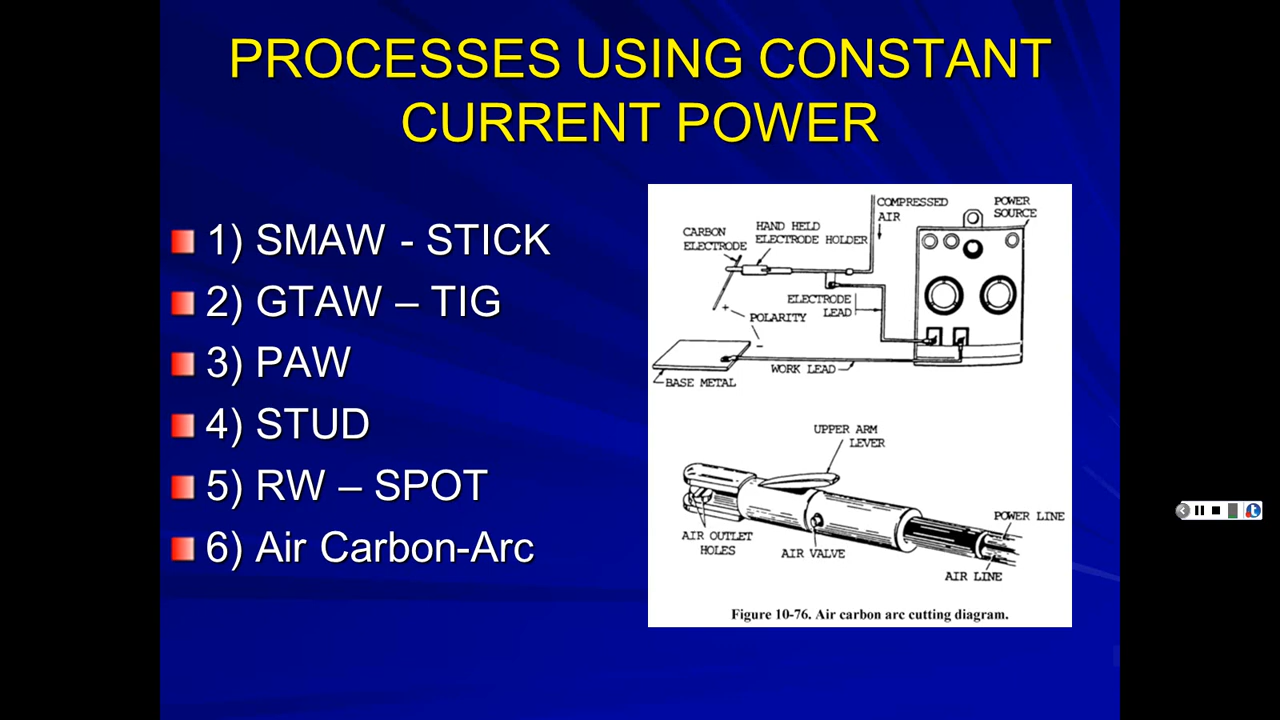 PROCESSES USING CONSTANT
CURRENT POWER
1) SMAW - STICK
2) GTAW – TIG
3) PAW
4) STUD
5) RW – SPOT
6) Air Carbon-Arc
COMPRESSED
AIR
POWER
SOURCE
CARBON
ELECTRODE
HAND HELD
ELECTRODE HOLDER
ELECTRODE
LEAD
+
POLARITY
–
WORK LEAD
BASE METAL
UPPER ARM
LEVER
AIR OUTLET
HOLES
AIR VALVE
POWER LINE
AIR LINE
Figure 10-76. Air carbon arc cutting diagram.